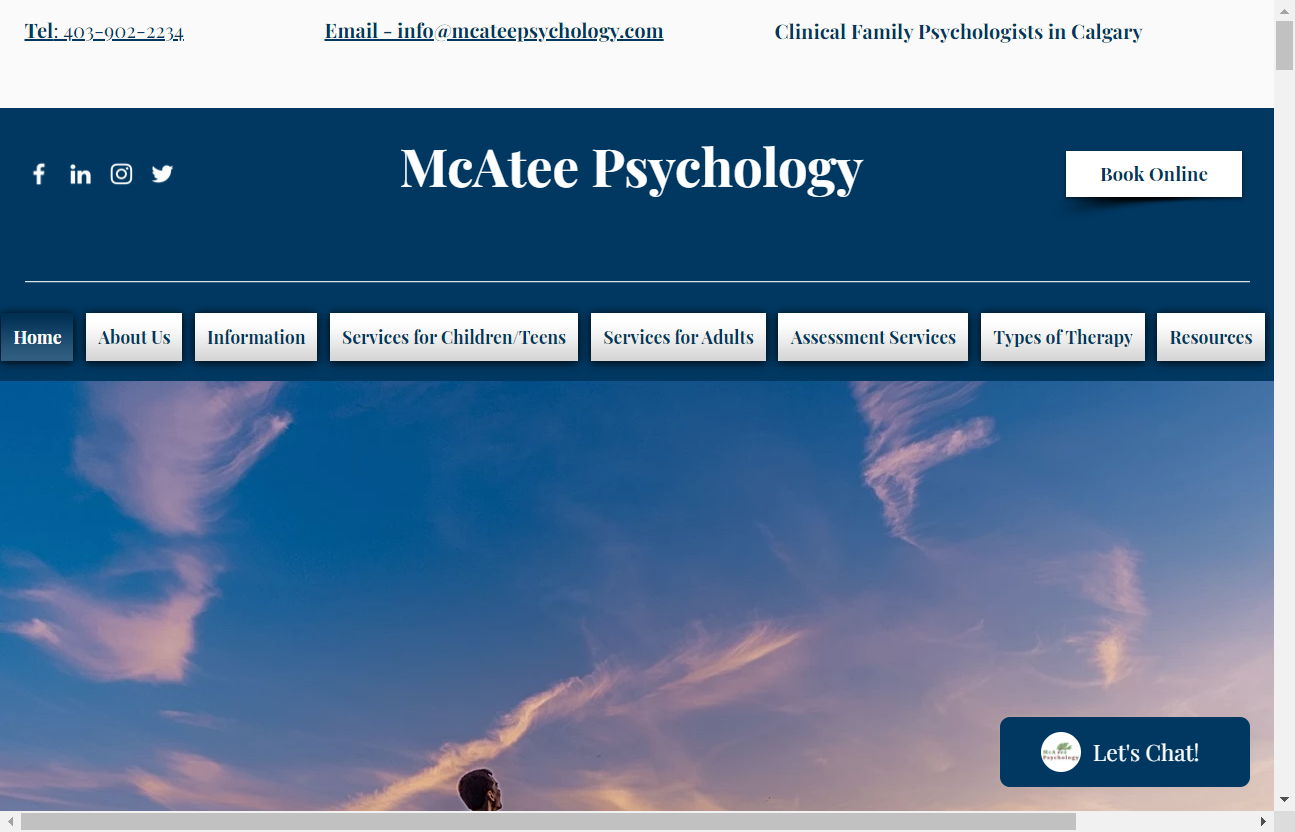 Tel: 403-902-2234
Email - info@mcateepsychology.com
Clinical Family Psychologists in Calgary
McAtee Psychology
Book Online
Home
About Us
Information
Services for Children/Teens
Services for Adults
Assessment Services
Types of Therapy
Resources
McAtee
Psychology
Let's Chat!